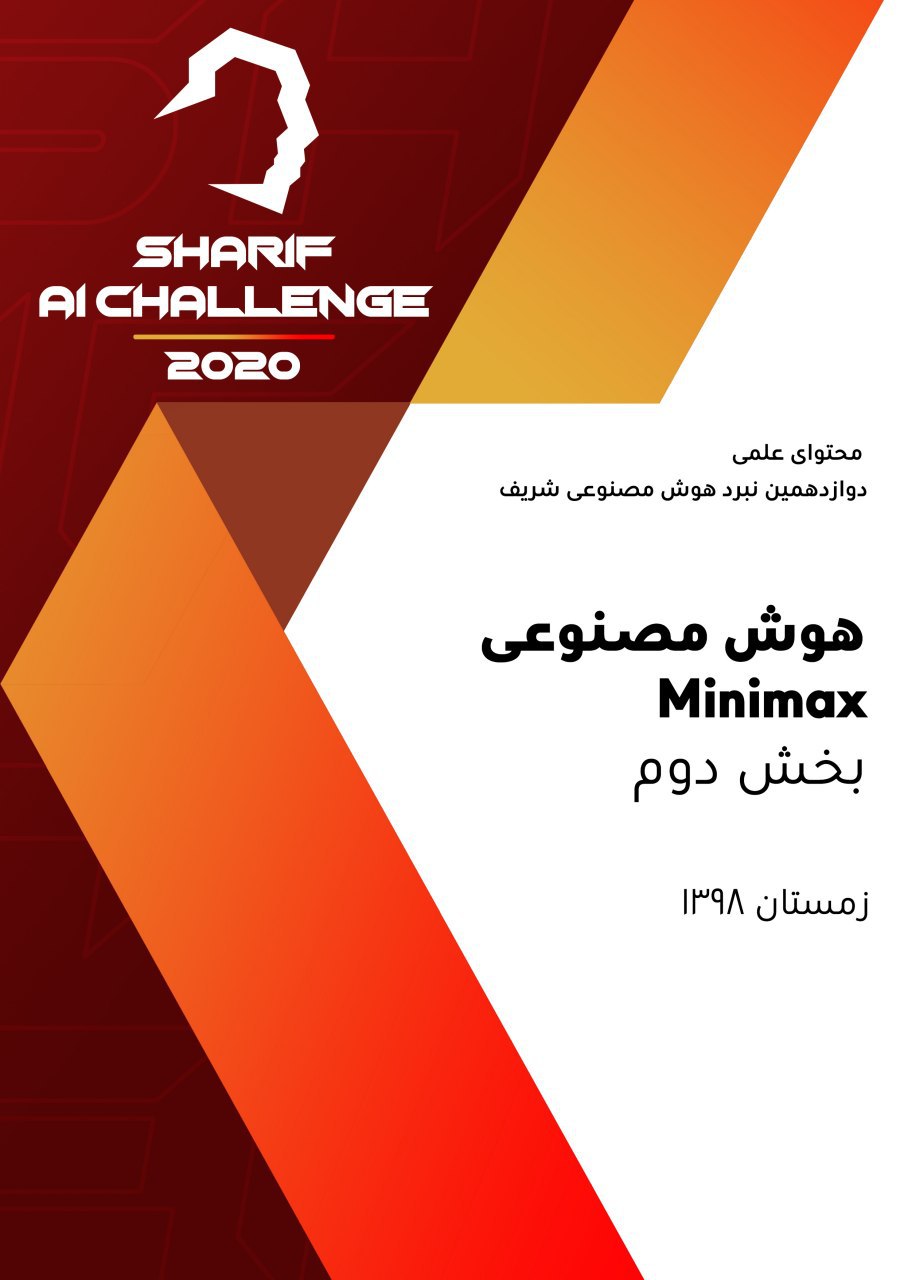 SHARIF
AI CHALLENGE
2020
محتوای علمی
دوازدهمین نبرد هوش مصنوعی شریف
هوش مصنوعی
Minimax
بخش دوم
زمستان ۱۳۹۸